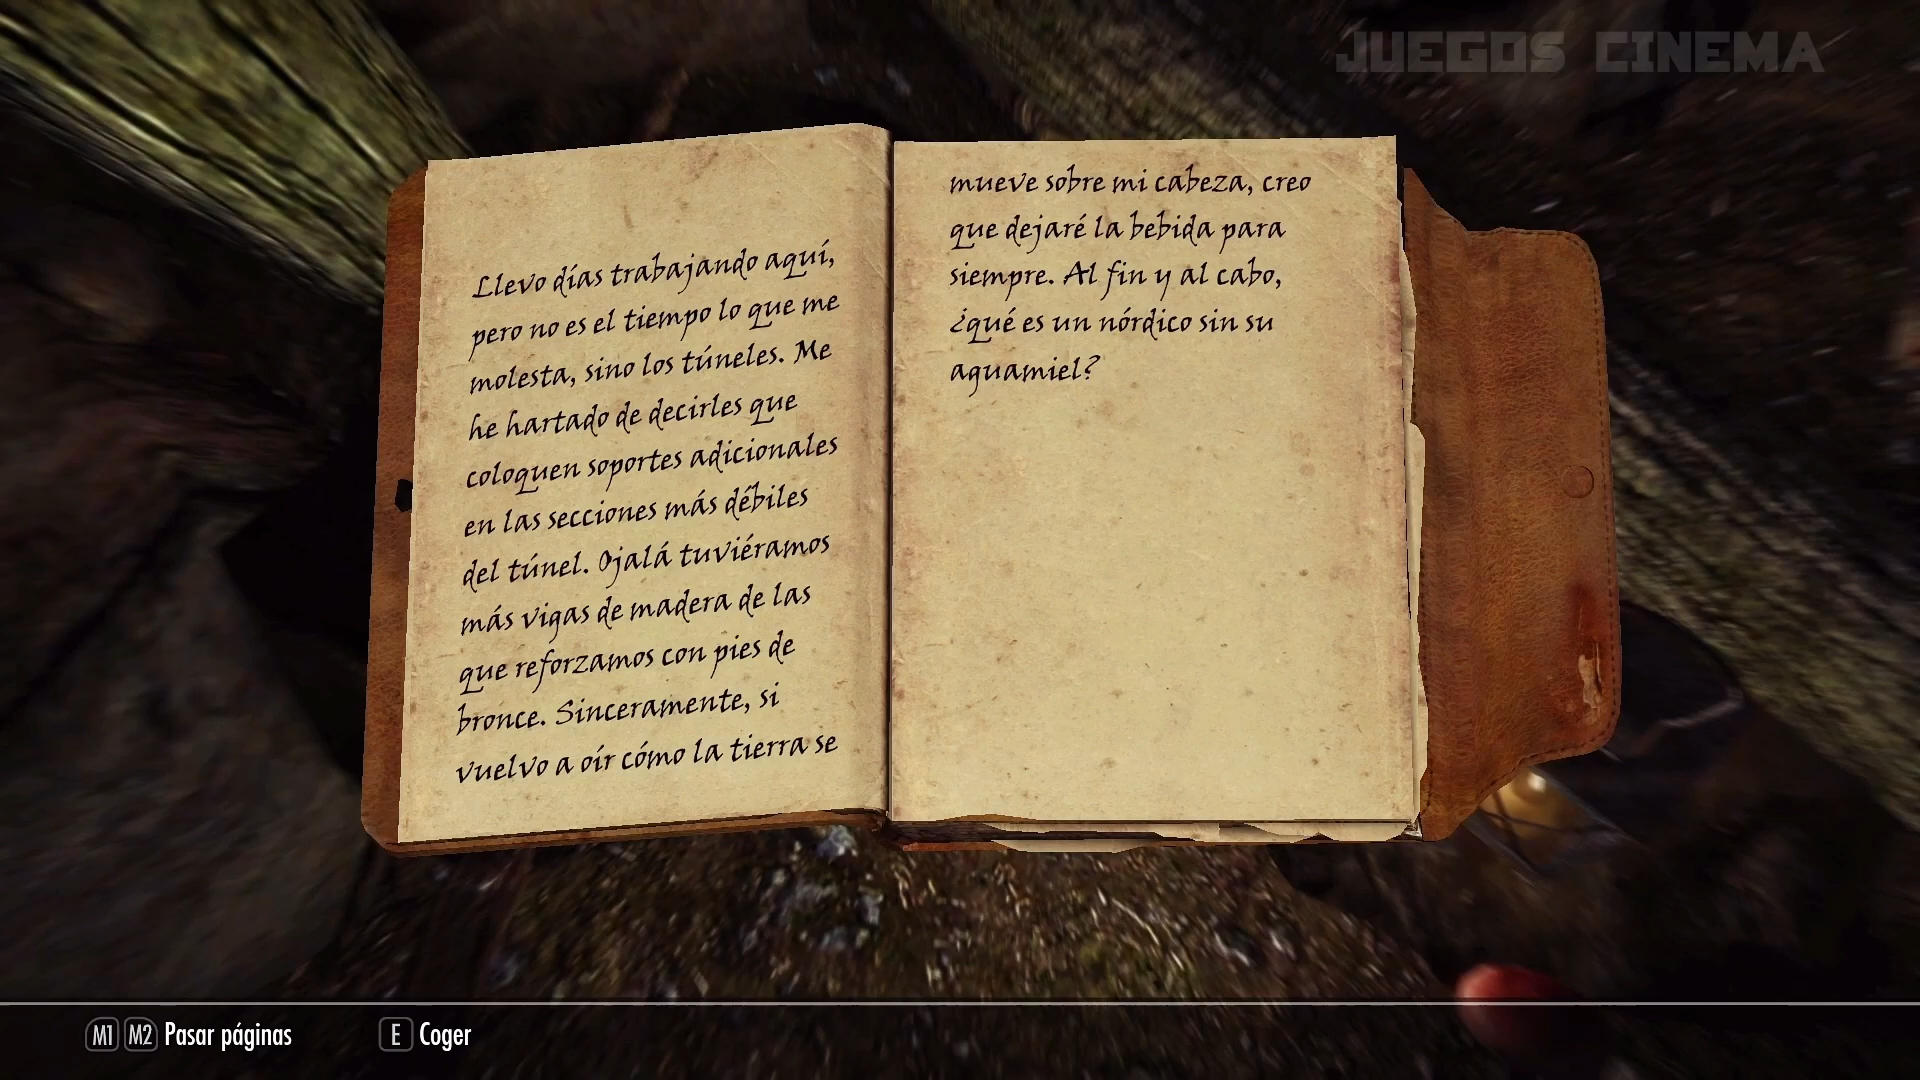 JUEGOS CINEMA
Llevo días trabajando aquí,
pero no es el tiempo lo que me
molesta, sino los túneles. Me
he hartado de decirles que
coloquen soportes adicionales
en las secciones más débiles
del túnel. Ojalá tuviéramos
más vigas de madera de las
que reforzamos con pies de
bronce. Sinceramente, si
vuelvo a oír cómo la tierra se
mueve sobre mi cabeza, creo
que dejaré la bebida para
siempre. Al fin y al cabo,
¿qué es un nórdico sin su
aguamiel?
M1 M2 Pasar páginas
E Coger